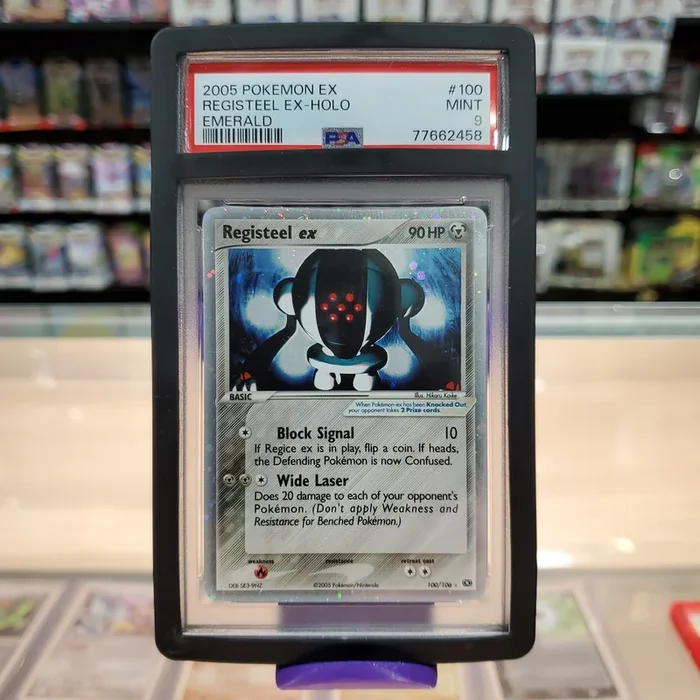 2005 POKEMON EX #100
REGISTEEL EX-HOLO MINT
EMERALD 9
PSA 77662458
Registeel ex 90 HP
BASIC Illus. Hikaru Koike
When Pokémon-ex has been Knocked Out,
your opponent takes 2 Prize cards.
Block Signal 10
If Regice ex is in play, flip a coin. If heads,
the Defending Pokémon is now Confused.
Wide Laser
Does 20 damage to each of your opponent's
Pokémon. (Don't apply Weakness and
Resistance for Benched Pokémon.)
weakness resistance retreat cost
©2005 Pokémon/Nintendo 100/106